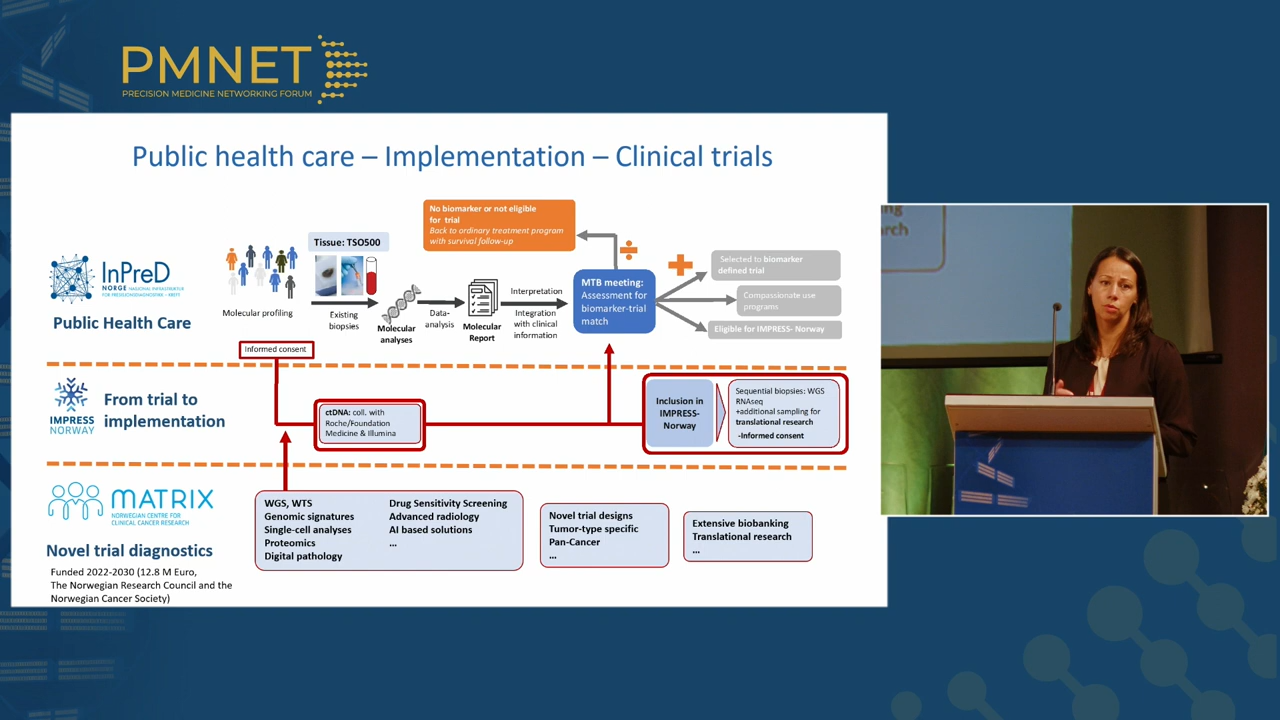 PMNET
PRECISION MEDICINE NETWORKING FORUM
Public health care – Implementation – Clinical trials
InPreD
NORGE NASJONAL INFRASTRUKTUR
FOR PRESISJONSDIAGNOSTIKK - KREFT
Public Health Care
Molecular profiling
Tissue: TSO500
Existing
biopsies
Molecular
analyses
Data-
analysis
Molecular
Report
Interpretation
Integration
with clinical
information
No biomarker or not eligible
for trial
Back to ordinary treatment program
with survival follow-up
MTB meeting:
Assessment for
biomarker-trial
match
Selected to biomarker
defined trial
Compassionate use
programs
Eligible for IMPRESS- Norway
Informed consent
IMPRESS
NORWAY
From trial to
implementation
ctDNA: coll. with
Roche/Foundation
Medicine & Illumina
Inclusion in
IMPRESS-
Norway
Sequential biopsies: WGS
RNAseq
+additional sampling for
translational research
-Informed consent
MATRIX
NORWEGIAN CENTRE FOR
CLINICAL CANCER RESEARCH
Novel trial diagnostics
Funded 2022-2030 (12.8 M Euro,
The Norwegian Research Council and the
Norwegian Cancer Society)
WGS, WTS
Genomic signatures
Single-cell analyses
Proteomics
Digital pathology
Drug Sensitivity Screening
Advanced radiology
AI based solutions
...
Novel trial designs
Tumor-type specific
Pan-Cancer
...
Extensive biobanking
Translational research
...
ng
arch